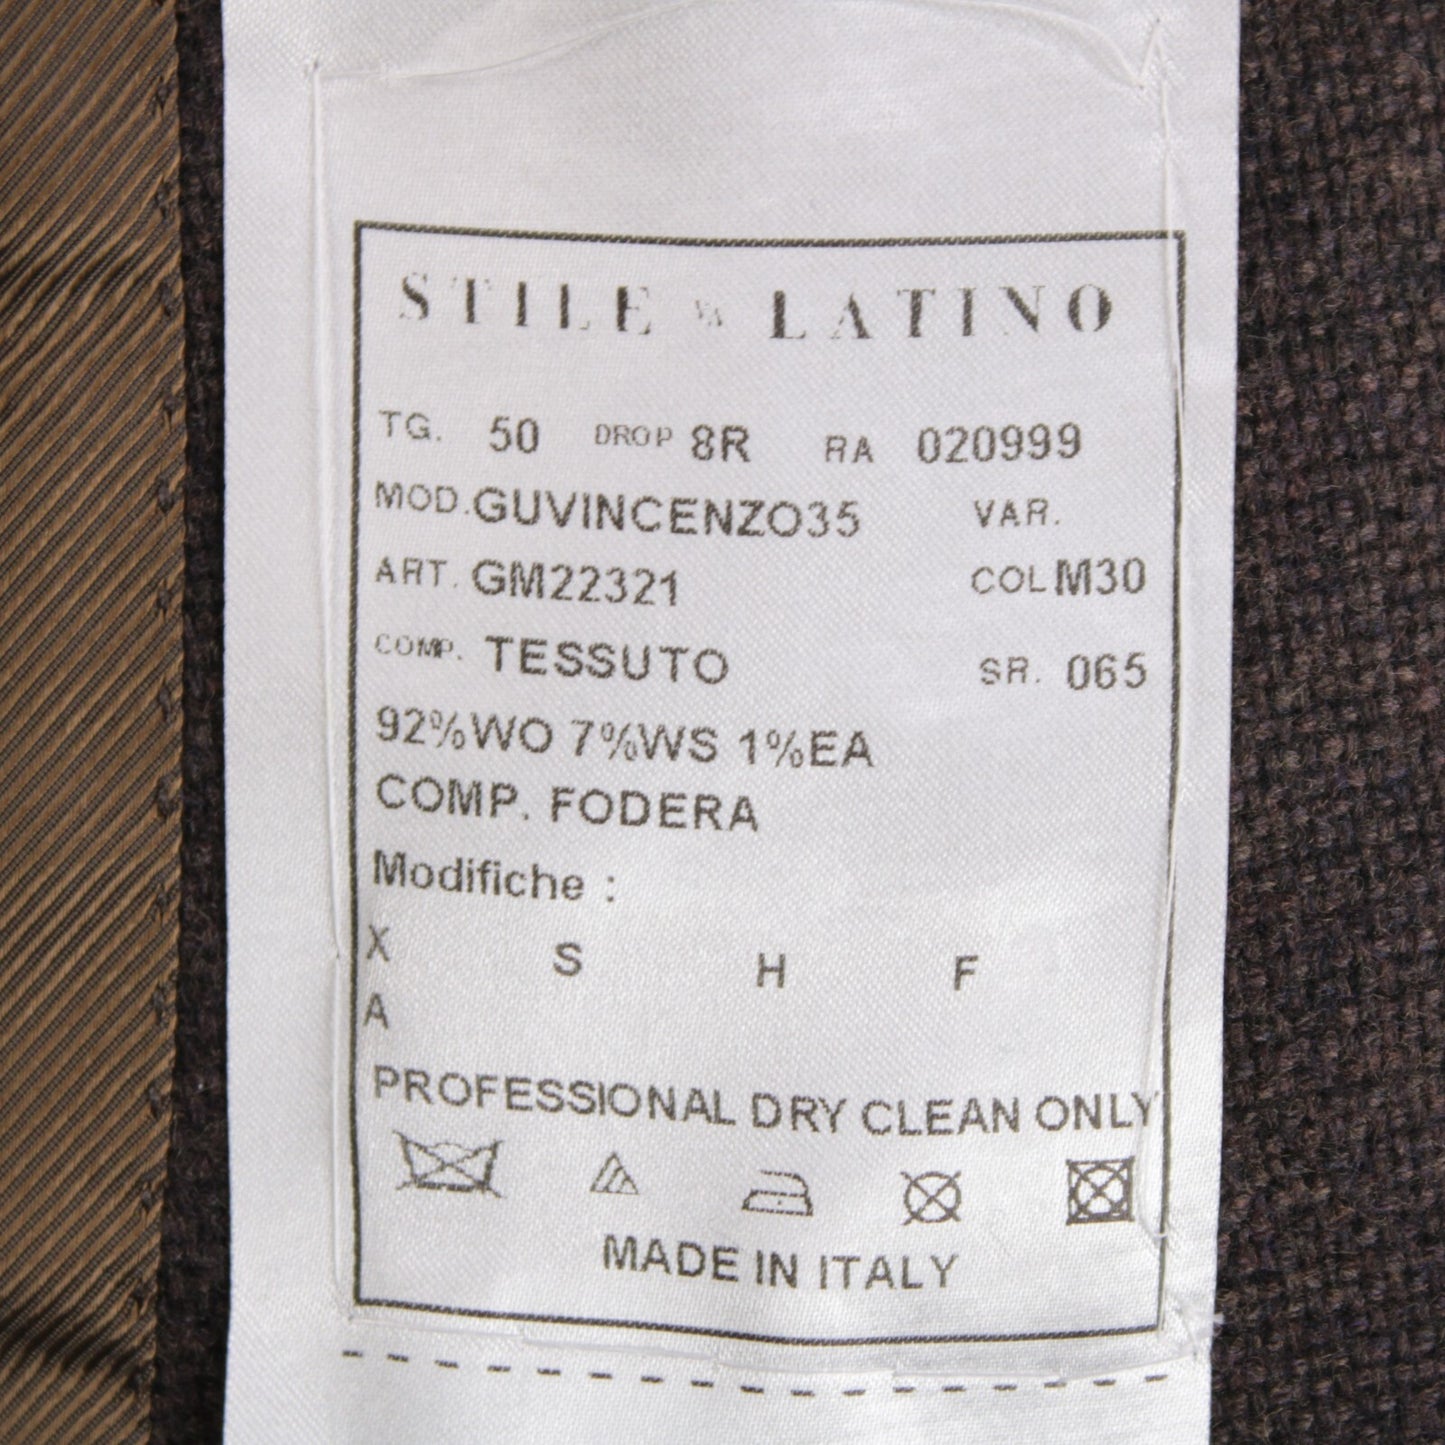 STILE LATINO
TG. 50 DROP 8R RA 020999
MOD. GUVINCENZO35 VAR.
ART. GM22321 COL M30
COMP. TESSUTO SR. 065
92%WO 7%WS 1%EA
COMP. FODERA
Modifiche :
X S H F
A
PROFESSIONAL DRY CLEAN ONLY
MADE IN ITALY